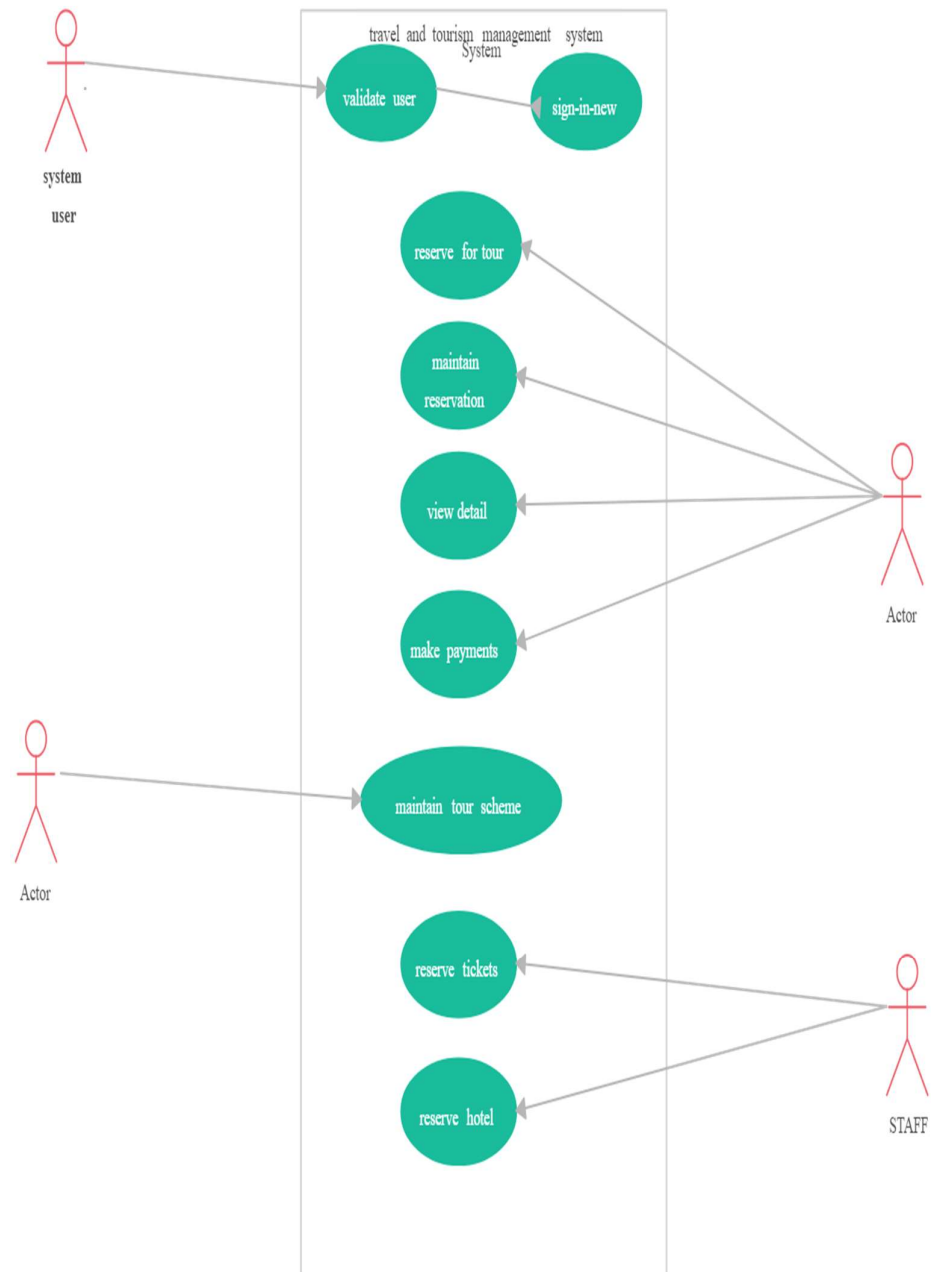 travel and tourism management system
System
validate user
sign-in-new
system
user
reserve for tour
maintain
reservation
view detail
Actor
make payments
maintain tour scheme
Actor
reserve tickets
reserve hotel
STAFF